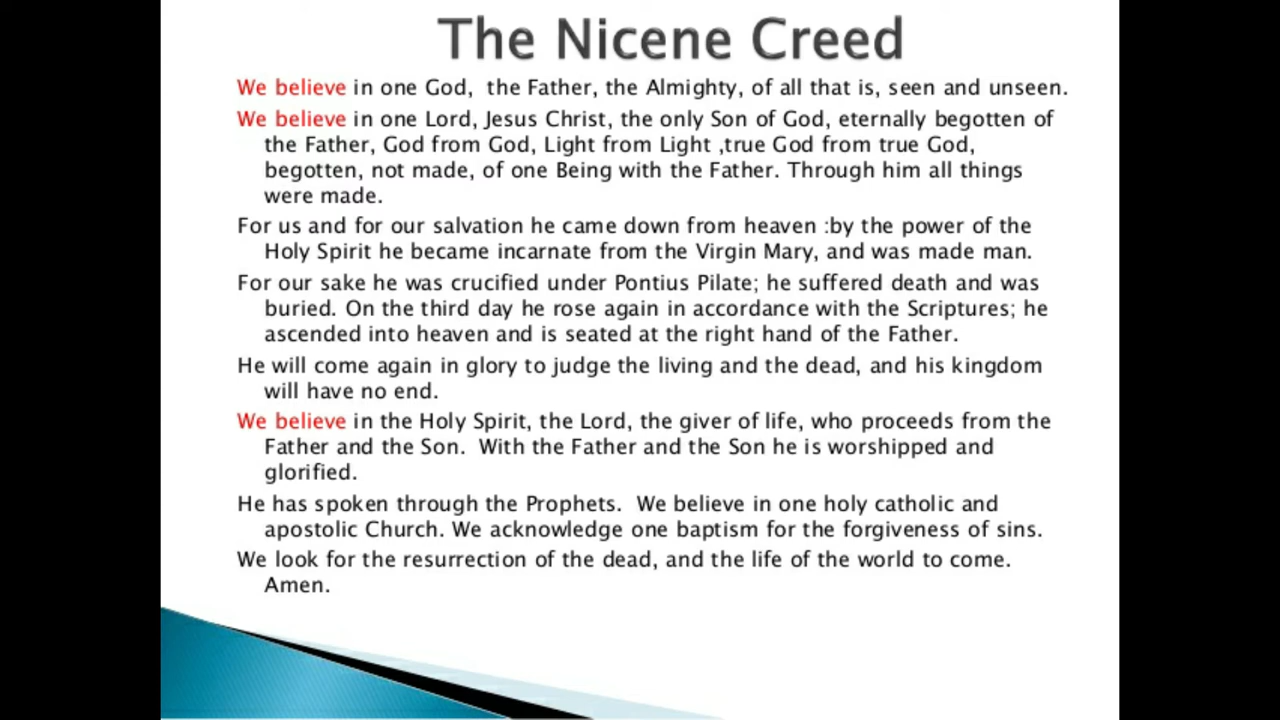 The Nicene Creed
We believe in one God,  the Father, the Almighty, of all that is, seen and unseen.
We believe in one Lord, Jesus Christ, the only Son of God, eternally begotten of
the Father, God from God, Light from Light ,true God from true God,
begotten, not made, of one Being with the Father. Through him all things
were made.
For us and for our salvation he came down from heaven :by the power of the
Holy Spirit he became incarnate from the Virgin Mary, and was made man.
For our sake he was crucified under Pontius Pilate; he suffered death and was
buried. On the third day he rose again in accordance with the Scriptures; he
ascended into heaven and is seated at the right hand of the Father.
He will come again in glory to judge the living and the dead, and his kingdom
will have no end.
We believe in the Holy Spirit, the Lord, the giver of life, who proceeds from the
Father and the Son.  With the Father and the Son he is worshipped and
glorified.
He has spoken through the Prophets.  We believe in one holy catholic and
apostolic Church. We acknowledge one baptism for the forgiveness of sins.
We look for the resurrection of the dead, and the life of the world to come.
Amen.